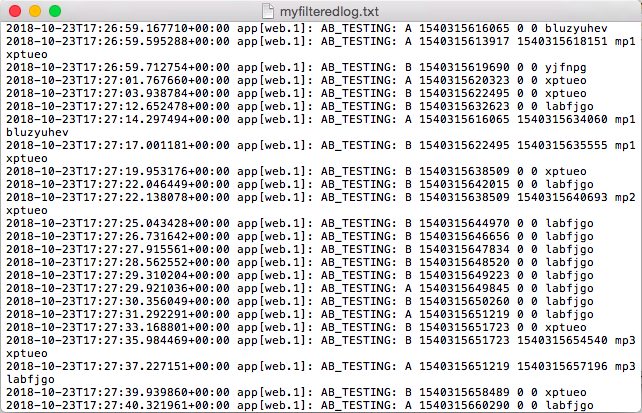 myfilteredlog.txt
2018-10-23T17:26:59.167710+00:00 app[web.1]: AB_TESTING: A 1540315616065 0 0 bluzyuhev
2018-10-23T17:26:59.595288+00:00 app[web.1]: AB_TESTING: A 1540315613917 1540315618151 mp1
xptueo
2018-10-23T17:26:59.712754+00:00 app[web.1]: AB_TESTING: B 1540315619690 0 0 yjfnpg
2018-10-23T17:27:01.767660+00:00 app[web.1]: AB_TESTING: A 1540315620323 0 0 xptueo
2018-10-23T17:27:03.938784+00:00 app[web.1]: AB_TESTING: B 1540315622495 0 0 xptueo
2018-10-23T17:27:12.652478+00:00 app[web.1]: AB_TESTING: B 1540315632623 0 0 labfjgo
2018-10-23T17:27:14.297494+00:00 app[web.1]: AB_TESTING: A 1540315616065 1540315634060 mp1
bluzyuhev
2018-10-23T17:27:17.001181+00:00 app[web.1]: AB_TESTING: B 1540315622495 1540315635555 mp1
xptueo
2018-10-23T17:27:19.953176+00:00 app[web.1]: AB_TESTING: B 1540315638509 0 0 xptueo
2018-10-23T17:27:22.046449+00:00 app[web.1]: AB_TESTING: B 1540315642015 0 0 labfjgo
2018-10-23T17:27:22.138078+00:00 app[web.1]: AB_TESTING: B 1540315638509 1540315640693 mp2
xptueo
2018-10-23T17:27:25.043428+00:00 app[web.1]: AB_TESTING: B 1540315644970 0 0 labfjgo
2018-10-23T17:27:26.731642+00:00 app[web.1]: AB_TESTING: B 1540315646656 0 0 labfjgo
2018-10-23T17:27:27.915561+00:00 app[web.1]: AB_TESTING: B 1540315647834 0 0 labfjgo
2018-10-23T17:27:28.562552+00:00 app[web.1]: AB_TESTING: B 1540315648520 0 0 labfjgo
2018-10-23T17:27:29.310204+00:00 app[web.1]: AB_TESTING: B 1540315649223 0 0 labfjgo
2018-10-23T17:27:29.921036+00:00 app[web.1]: AB_TESTING: A 1540315649845 0 0 labfjgo
2018-10-23T17:27:30.356049+00:00 app[web.1]: AB_TESTING: B 1540315650260 0 0 labfjgo
2018-10-23T17:27:31.292291+00:00 app[web.1]: AB_TESTING: A 1540315651219 0 0 labfjgo
2018-10-23T17:27:33.168801+00:00 app[web.1]: AB_TESTING: B 1540315651723 0 0 xptueo
2018-10-23T17:27:35.984469+00:00 app[web.1]: AB_TESTING: B 1540315651723 1540315654540 mp3
xptueo
2018-10-23T17:27:37.227151+00:00 app[web.1]: AB_TESTING: A 1540315651219 1540315657196 mp3
labfjgo
2018-10-23T17:27:39.939860+00:00 app[web.1]: AB_TESTING: B 1540315658489 0 0 xptueo
2018-10-23T17:27:40.321961+00:00 app[web.1]: AB_TESTING: A 1540315660290 0 0 labfjgo